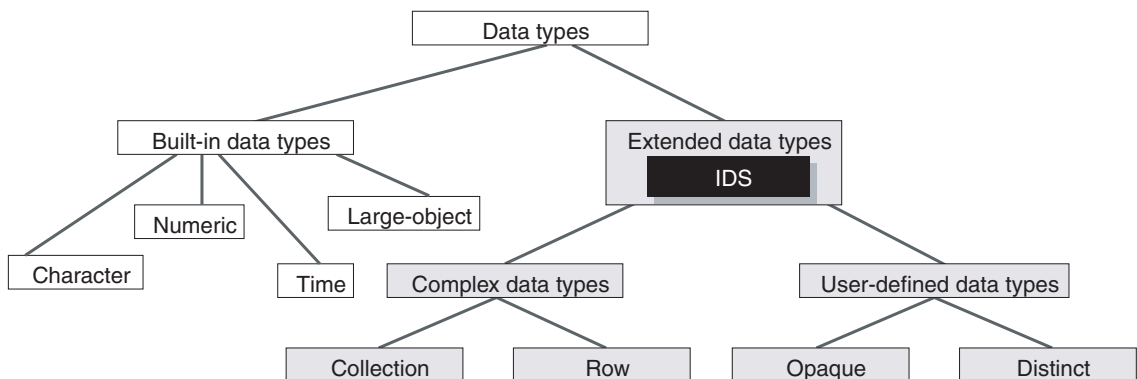 Data types
Built-in data types
Extended data types
IDS
Large-object
Numeric
Character
Time
Complex data types
User-defined data types
Collection
Row
Opaque
Distinct